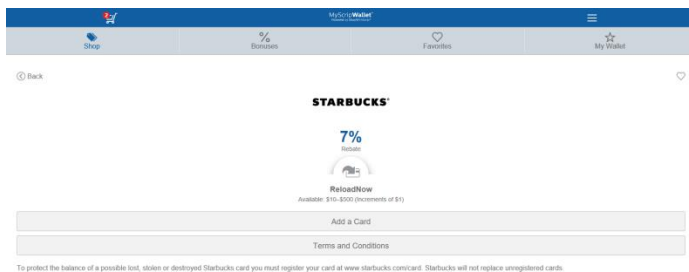 2
MyScripWallet
Shop
% Bonuses
Favorites
My Wallet
Back
STARBUCKS®
7%
Rebate
ReloadNow
Available: $10-$500 (Increments of $1)
Add a Card
Terms and Conditions
To protect the balance of a possible lost, stolen or destroyed Starbucks card you must register your card at www.starbucks.com/card. Starbucks will not replace unregistered cards.